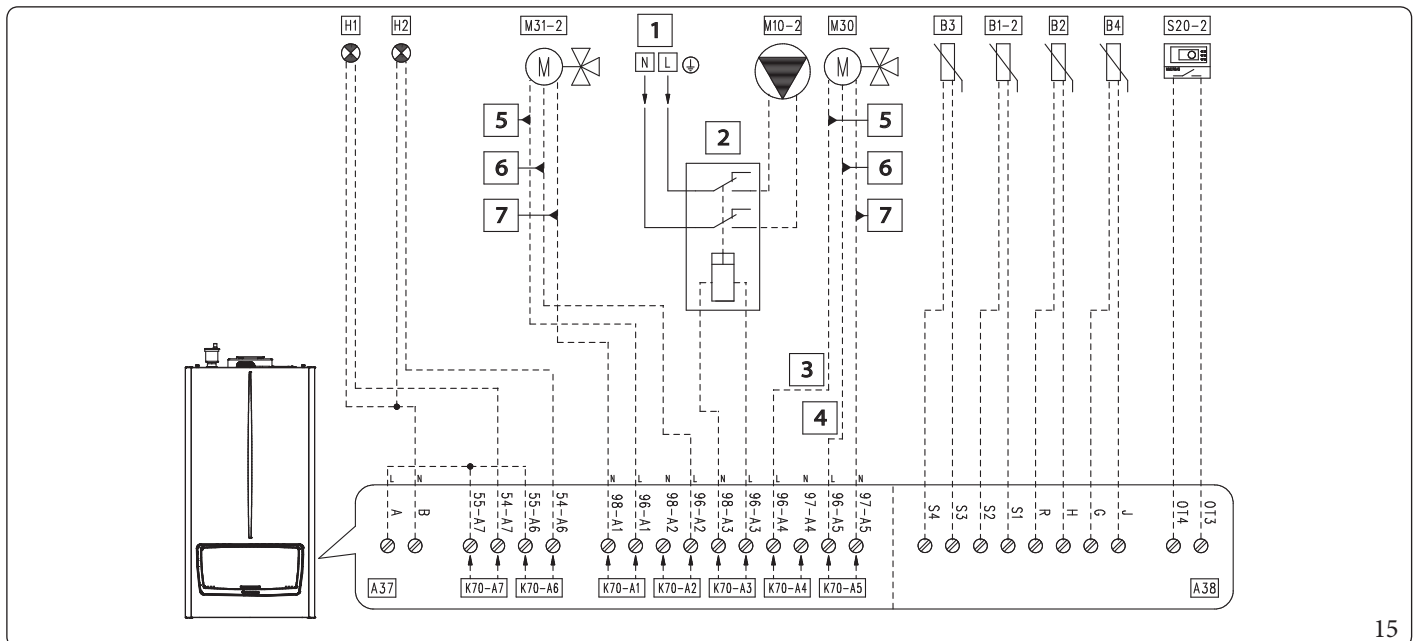 H1 H2 M31-2 1 M10-2 M30 B3 B1-2 B2 B4 S20-2
N L
M M
5 2 5
6 6
7 7
3
4
L N N L N L N L L N L N
A B 55-A7 54-A7 55-A6 54-A6 98-A1 96-A1 98-A2 96-A2 98-A3 96-A3 96-A4 97-A4 96-A5 97-A5 S4 S3 S2 S1 R H G J OT4 OT3
A37 K70-A7 K70-A6 K70-A1 K70-A2 K70-A3 K70-A4 K70-A5 A38
15